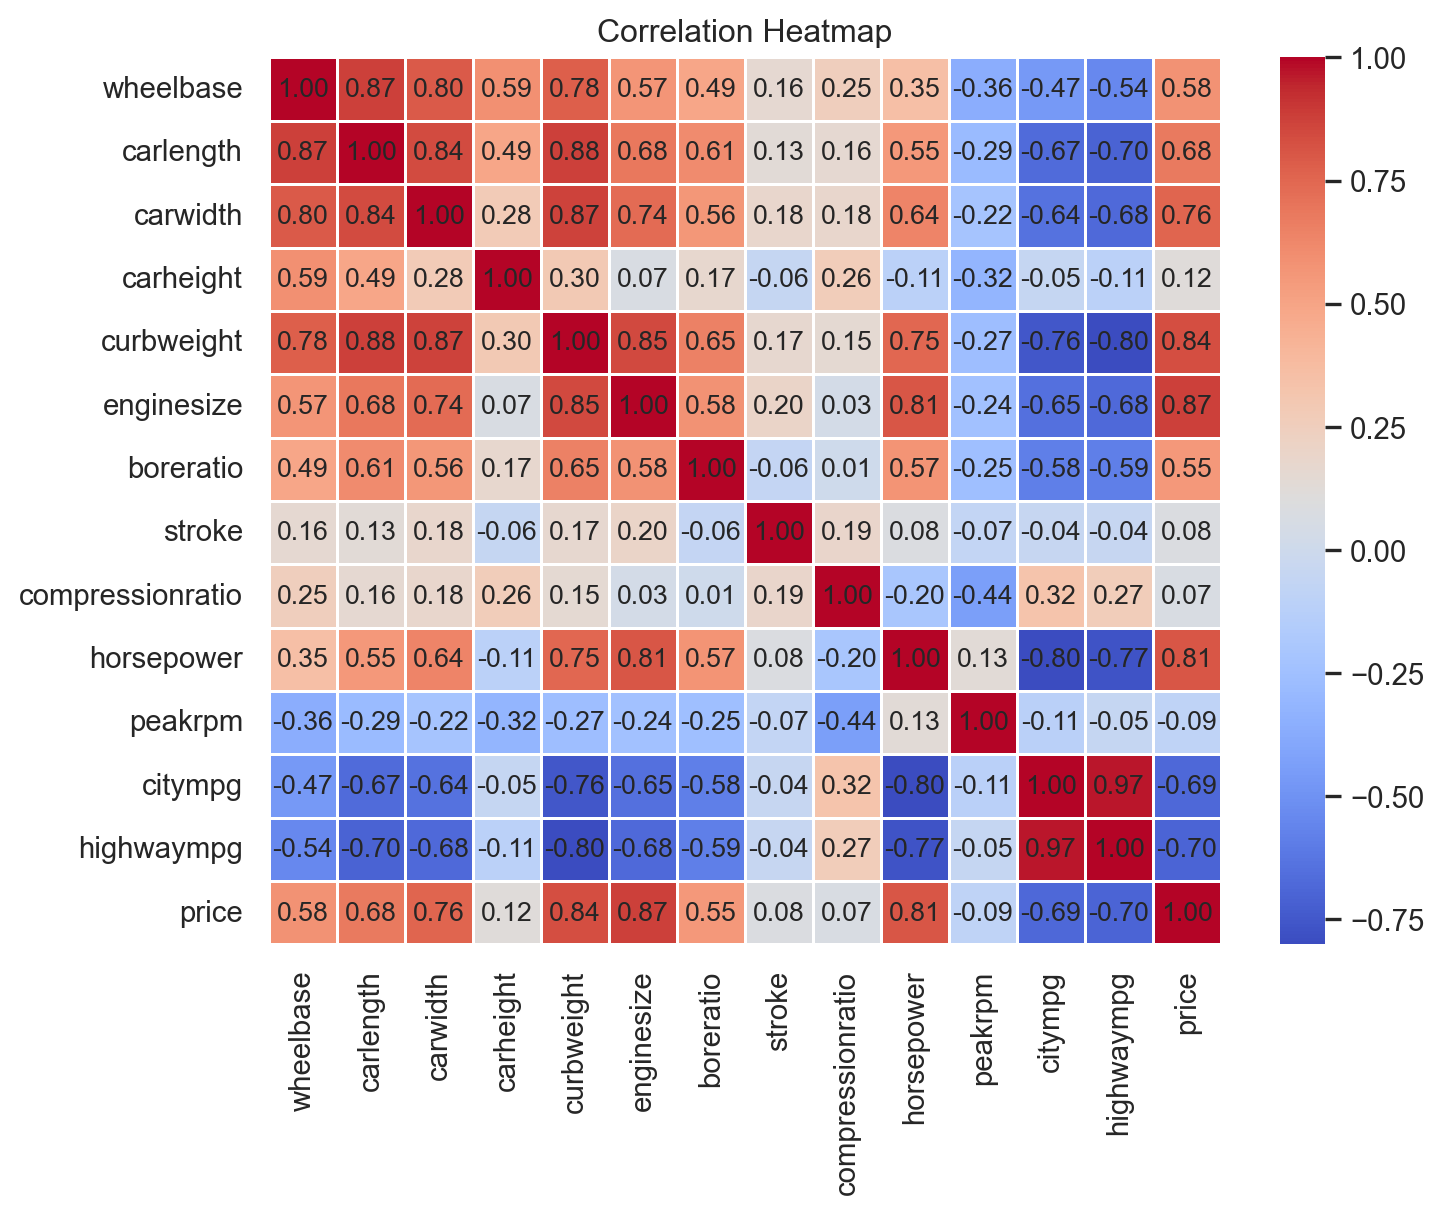 Correlation Heatmap
wheelbase 1.00 0.87 0.80 0.59 0.78 0.57 0.49 0.16 0.25 0.35 -0.36 -0.47 -0.54 0.58
carlength 0.87 1.00 0.84 0.49 0.88 0.68 0.61 0.13 0.16 0.55 -0.29 -0.67 -0.70 0.68
carwidth 0.80 0.84 1.00 0.28 0.87 0.74 0.56 0.18 0.18 0.64 -0.22 -0.64 -0.68 0.76
carheight 0.59 0.49 0.28 1.00 0.30 0.07 0.17 -0.06 0.26 -0.11 -0.32 -0.05 -0.11 0.12
curbweight 0.78 0.88 0.87 0.30 1.00 0.85 0.65 0.17 0.15 0.75 -0.27 -0.76 -0.80 0.84
enginesize 0.57 0.68 0.74 0.07 0.85 1.00 0.58 0.20 0.03 0.81 -0.24 -0.65 -0.68 0.87
boreratio 0.49 0.61 0.56 0.17 0.65 0.58 1.00 -0.06 0.01 0.57 -0.25 -0.58 -0.59 0.55
stroke 0.16 0.13 0.18 -0.06 0.17 0.20 -0.06 1.00 0.19 0.08 -0.07 -0.04 -0.04 0.08
compressionratio 0.25 0.16 0.18 0.26 0.15 0.03 0.01 0.19 1.00 -0.20 -0.44 0.32 0.27 0.07
horsepower 0.35 0.55 0.64 -0.11 0.75 0.81 0.57 0.08 -0.20 1.00 0.13 -0.80 -0.77 0.81
peakrpm -0.36 -0.29 -0.22 -0.32 -0.27 -0.24 -0.25 -0.07 -0.44 0.13 1.00 -0.11 -0.05 -0.09
citympg -0.47 -0.67 -0.64 -0.05 -0.76 -0.65 -0.58 -0.04 0.32 -0.80 -0.11 1.00 0.97 -0.69
highwaympg -0.54 -0.70 -0.68 -0.11 -0.80 -0.68 -0.59 -0.04 0.27 -0.77 -0.05 0.97 1.00 -0.70
price 0.58 0.68 0.76 0.12 0.84 0.87 0.55 0.08 0.07 0.81 -0.09 -0.69 -0.70 1.00
wheelbase
carlength
carwidth
carheight
curbweight
enginesize
boreratio
stroke
compressionratio
horsepower
peakrpm
citympg
highwaympg
price
1.00
0.75
0.50
0.25
0.00
−0.25
−0.50
−0.75